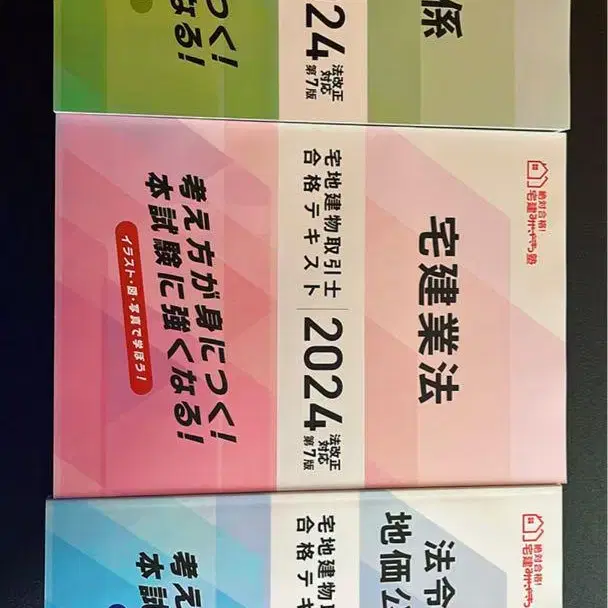 係
24
法改正
対応
第7版
つく!
なる!
絶対合格!
宅建みやざき塾
宅建業法
宅地建物取引士
合格テキスト
2024
法改正
対応
第7版
考え方が身につく!
本試験に強くなる!
イラスト・図・写真で学ぼう!
絶対合格!
宅建みやざき
法令
地価公
宅地建物
合格テキ
考え
本試